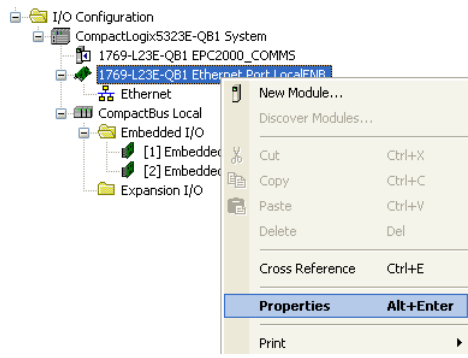 I/O Configuration
CompactLogix5323E-QB1 System
1769-L23E-QB1 EPC2000_COMMS
1769-L23E-QB1 Ethernet Port LocalENB
Ethernet
CompactBus Local
Embedded I/O
[1] Embedded
[2] Embedded
Expansion I/O
New Module...
Discover Modules...
Cut Ctrl+X
Copy Ctrl+C
Paste Ctrl+V
Delete Del
Cross Reference Ctrl+E
Properties Alt+Enter
Print